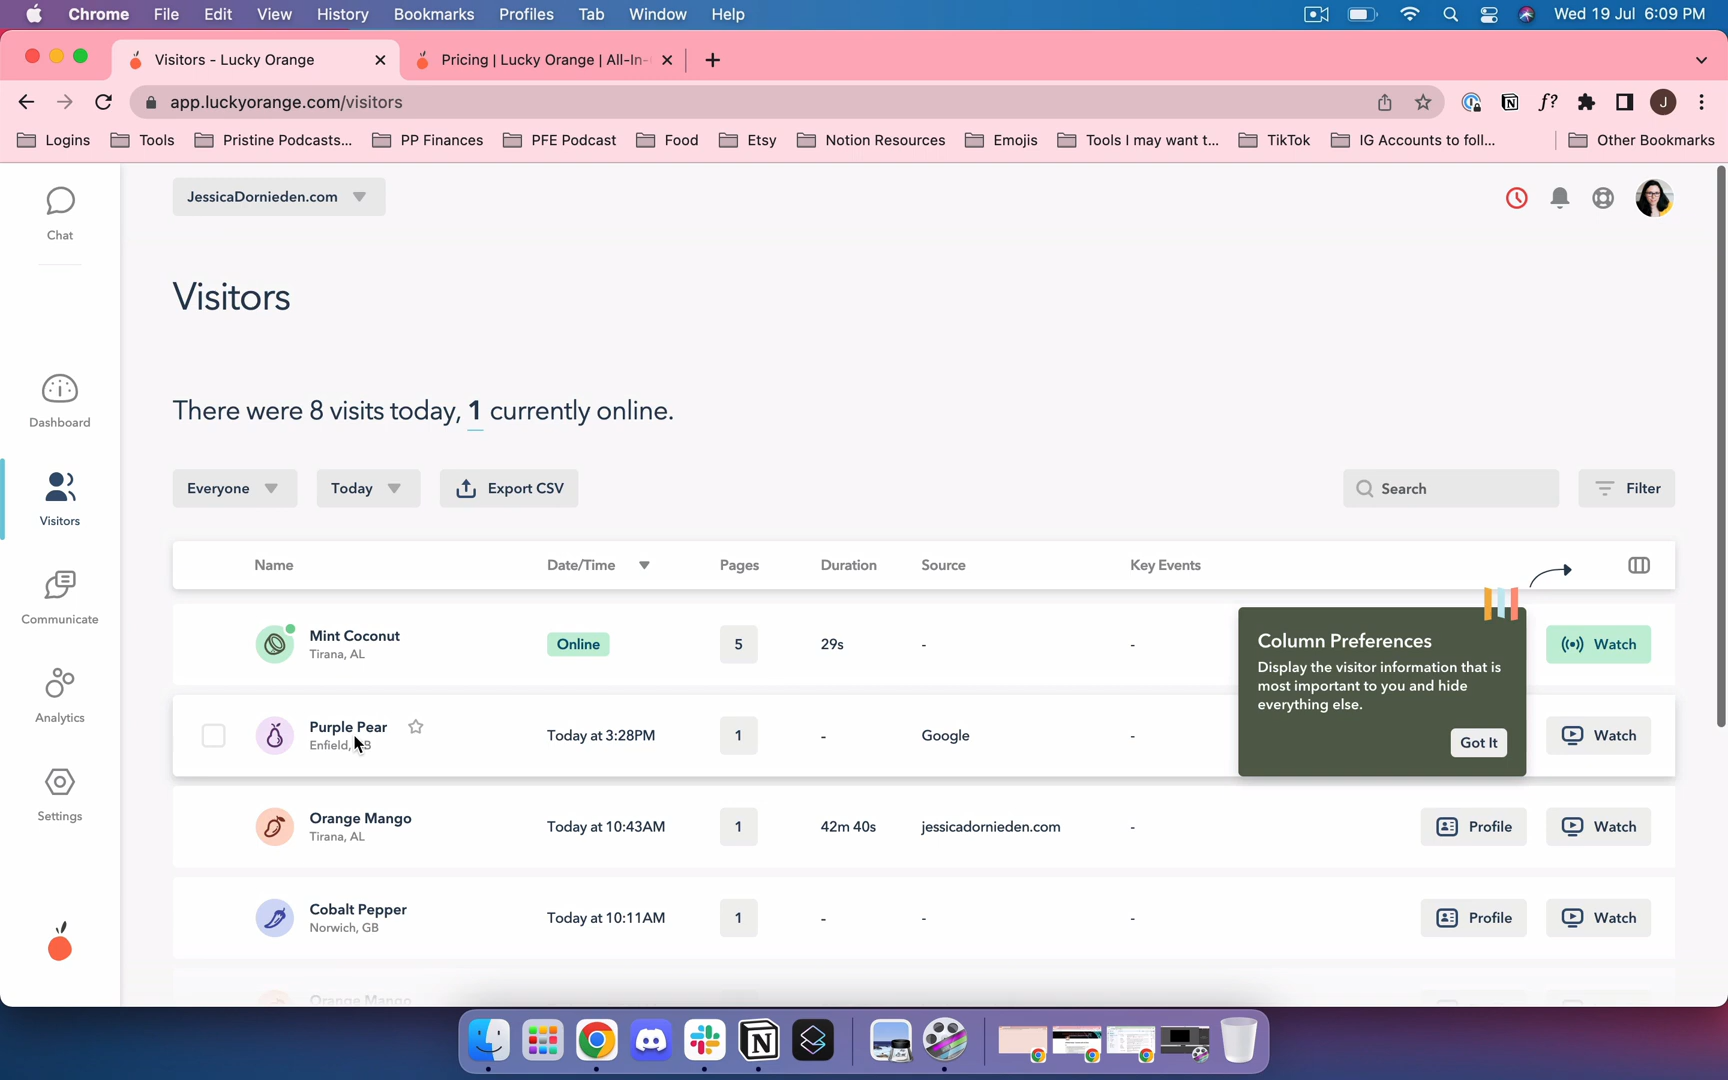 Chrome File Edit View History Bookmarks Profiles Tab Window Help Wed 19 Jul 6:09 PM
Visitors - Lucky Orange Pricing | Lucky Orange | All-In-
app.luckyorange.com/visitors f? J
Logins Tools Pristine Podcasts... PP Finances PFE Podcast Food Etsy Notion Resources Emojis Tools I may want t... TikTok IG Accounts to foll... Other Bookmarks
JessicaDornieden.com
Chat
Visitors
Dashboard
There were 8 visits today, 1 currently online.
Everyone Today Export CSV Search Filter
Visitors
Name Date/Time Pages Duration Source Key Events
Communicate
Mint Coconut
Tirana, AL
Online 5 29s - - Watch
Column Preferences
Display the visitor information that is
most important to you and hide
everything else.
Got It
Analytics
Purple Pear
Enfield,
Today at 3:28PM 1 - Google - Watch
Settings
Orange Mango
Tirana, AL
Today at 10:43AM 1 42m 40s jessicadornieden.com - Profile Watch
Cobalt Pepper
Norwich, GB
Today at 10:11AM 1 - - - Profile Watch
Orange Mango